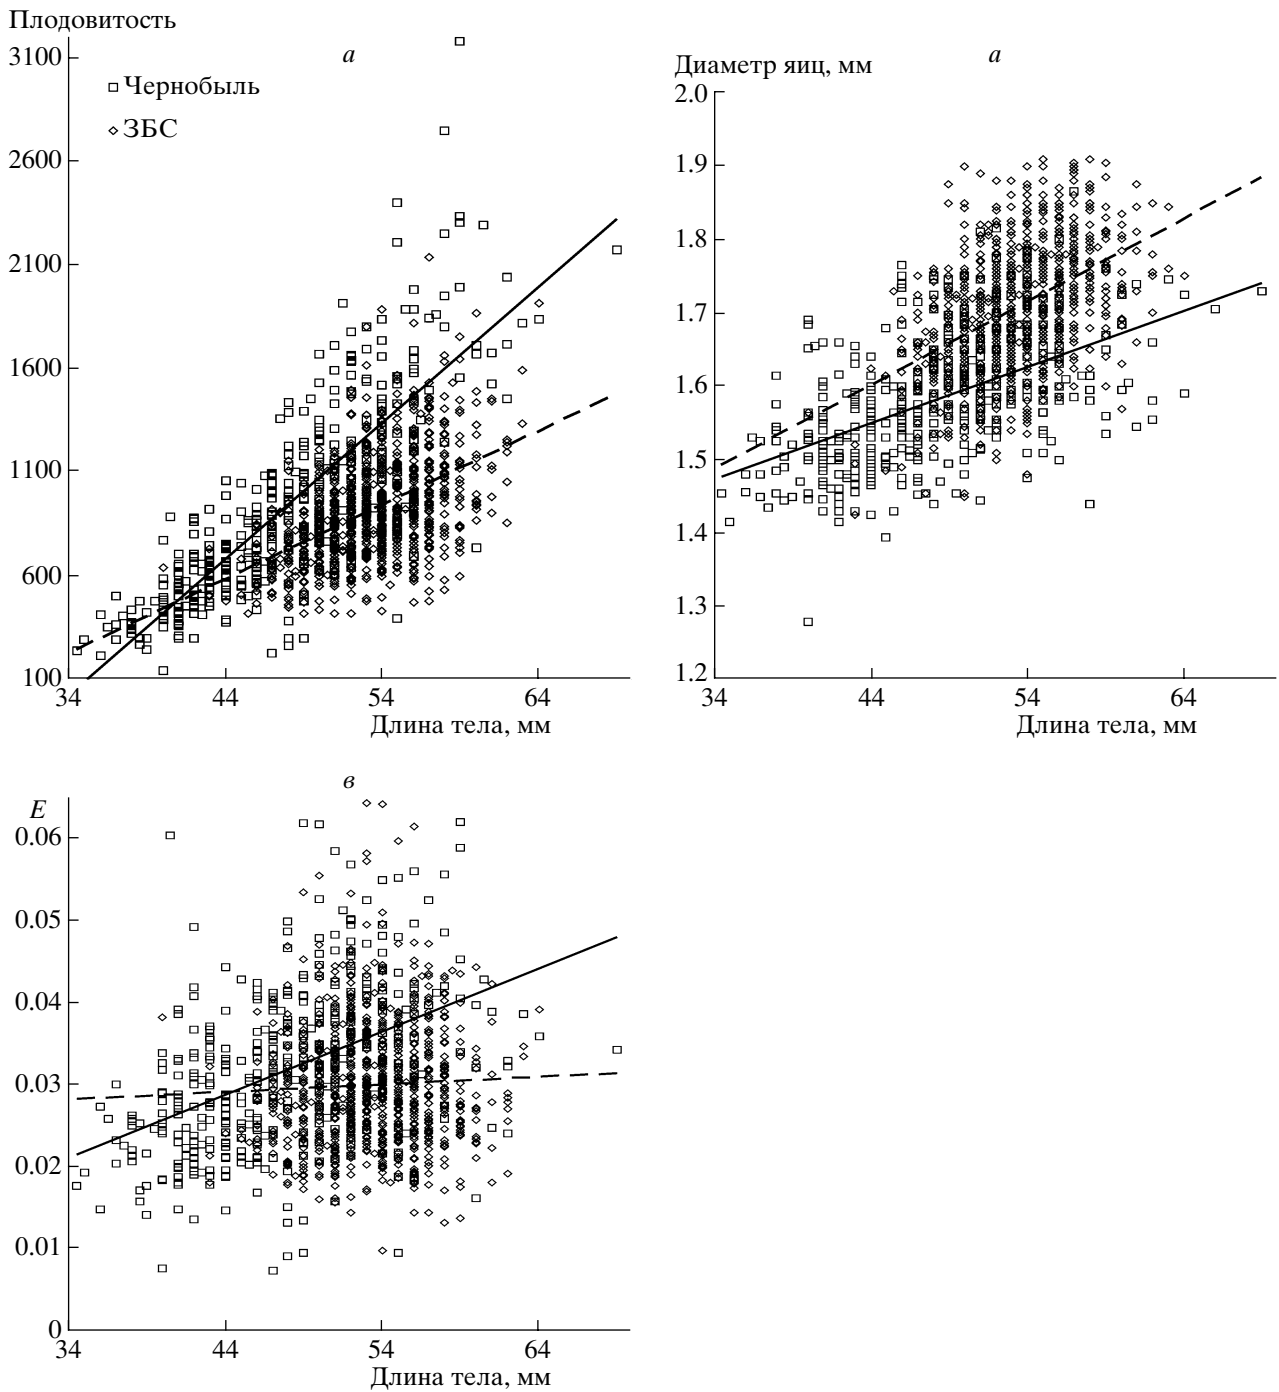 Плодовитость
а
3100
Чернобыль
ЗБС
2600
2100
1600
1100
600
100
34 44 54 64
Длина тела, мм
Диаметр яиц, мм
а
2.0
1.9
1.8
1.7
1.6
1.5
1.4
1.3
1.2
34 44 54 64
Длина тела, мм
в
E
0.06
0.05
0.04
0.03
0.02
0.01
0
34 44 54 64
Длина тела, мм